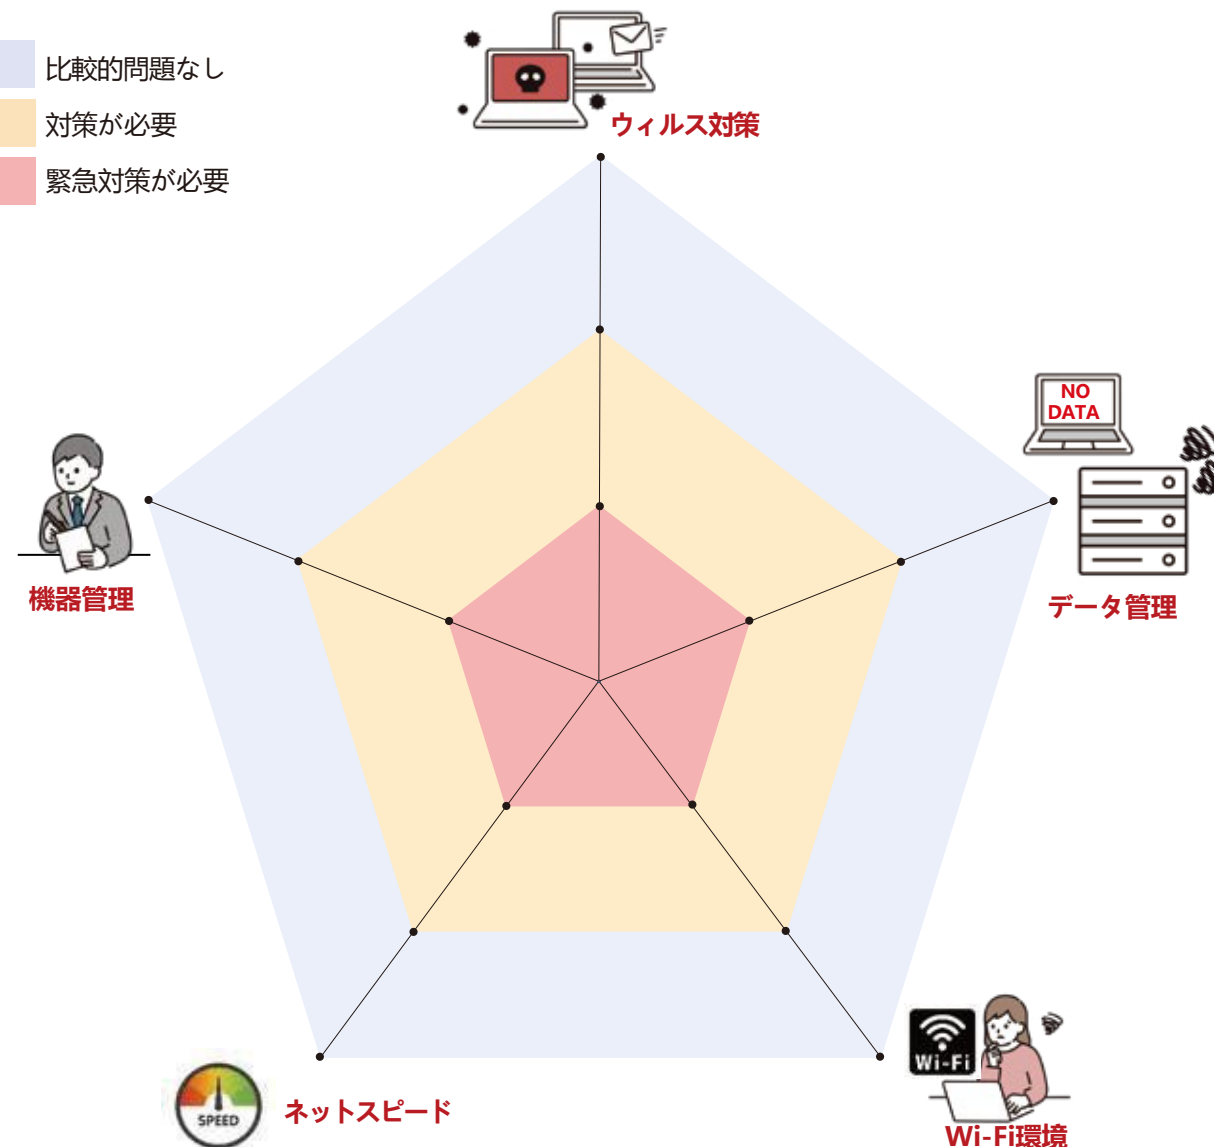 比較的問題なし
対策が必要
緊急対策が必要
ウィルス対策
NO
DATA
データ管理
機器管理
Wi-Fi
Wi-Fi環境
SPEED
ネットスピード